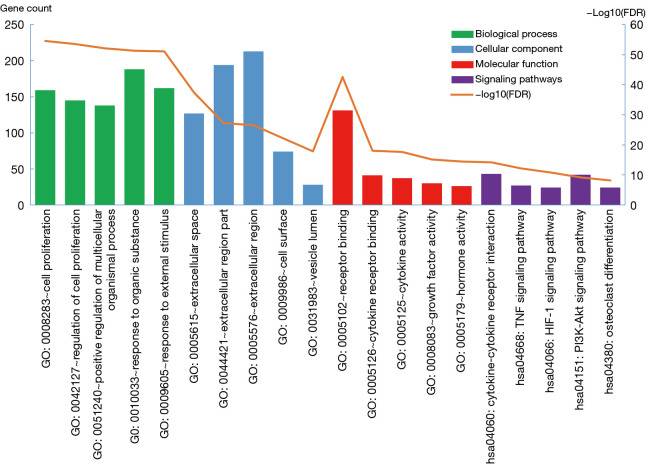 Gene count
−Log10(FDR)
250
200
150
100
50
0
60
50
40
30
20
10
0
Biological process
Cellular component
Molecular function
Signaling pathways
−log10(FDR)
GO: 0008283~cell proliferation
GO: 0042127~regulation of cell proliferation
GO: 0051240~positive regulation of multicellular
organismal process
G0: 0010033~response to organic substance
GO: 0009605~response to external stimulus
GO: 0005615~extracellular space
GO: 0044421~extracellular region part
GO: 0005576~extracellular region
GO: 0009986~cell surface
GO: 0031983~vesicle lumen
GO: 0005102~receptor binding
GO: 0005126~cytokine receptor binding
GO: 0005125~cytokine activity
GO: 0008083~growth factor activity
GO: 0005179~hormone activity
hsa04060: cytokine-cytokine receptor interaction
hsa04668: TNF signaling pathway
hsa04066: HIF-1 signaling pathway
hsa04151: PI3K-Akt signaling pathway
hsa04380: osteoclast differentiation